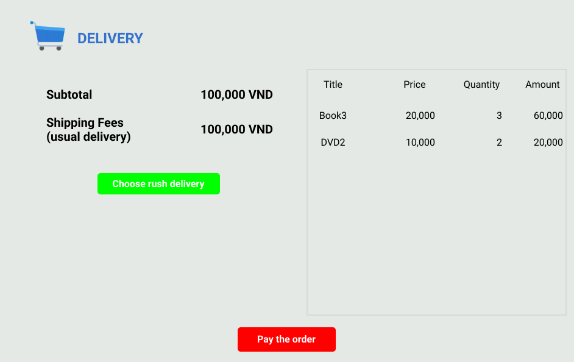 DELIVERY
Subtotal 100,000 VND
Shipping Fees
(usual delivery) 100,000 VND
Choose rush delivery
Title Price Quantity Amount
Book3 20,000 3 60,000
DVD2 10,000 2 20,000
Pay the order